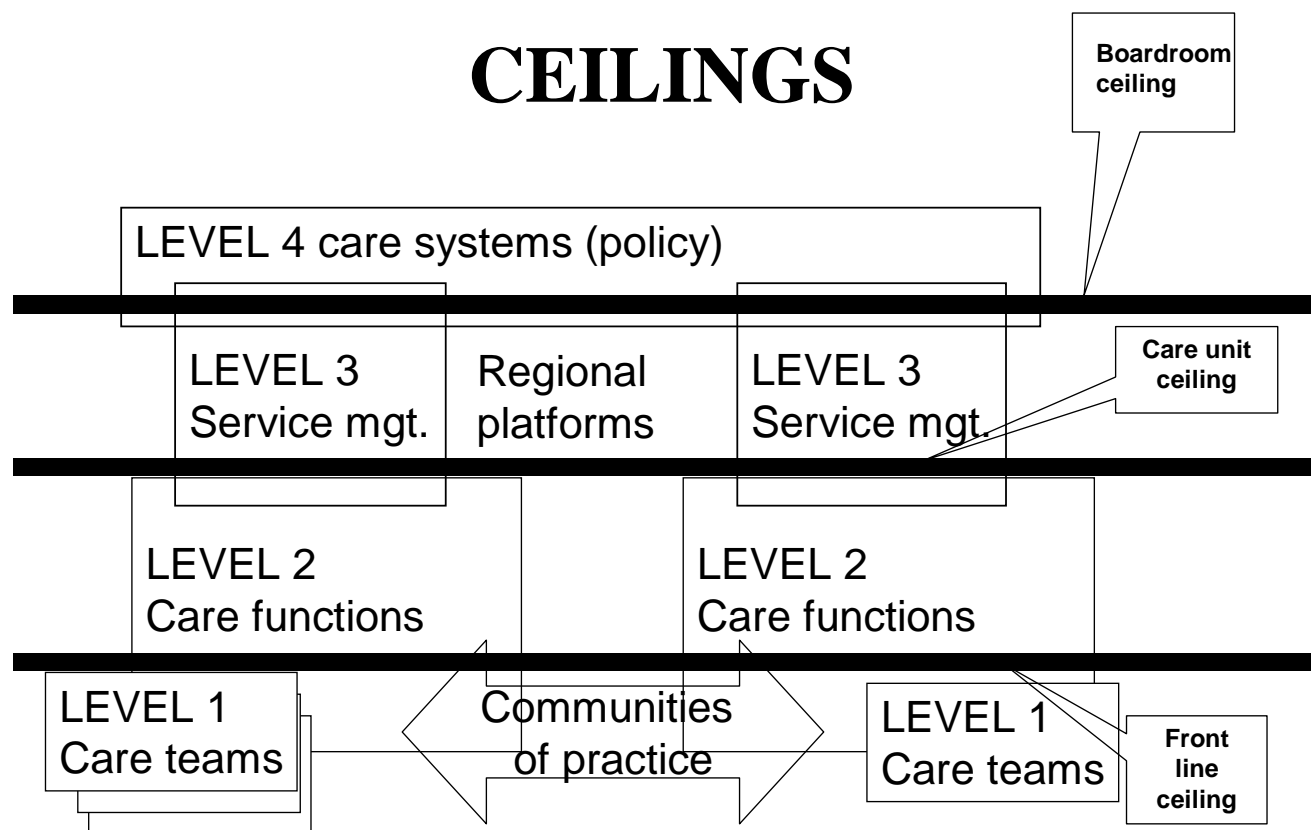 CEILINGS
Boardroom
ceiling
LEVEL 4 care systems (policy)
LEVEL 3
Service mgt.
Regional
platforms
LEVEL 3
Service mgt.
Care unit
ceiling
LEVEL 2
Care functions
LEVEL 2
Care functions
LEVEL 1
Care teams
Communities
of practice
LEVEL 1
Care teams
Front
line
ceiling